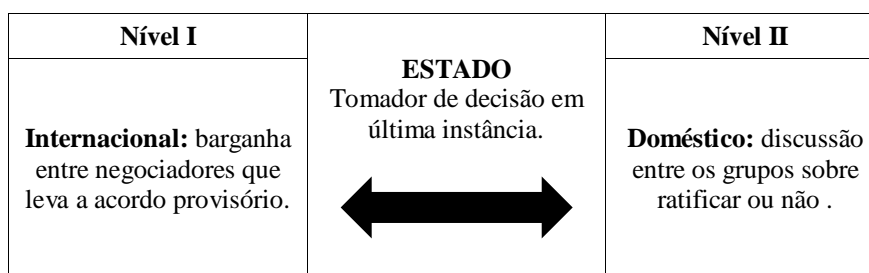 Nível I
Internacional: barganha
entre negociadores que
leva a acordo provisório.
ESTADO
Tomador de decisão em
última instância.
Nível II
Doméstico: discussão
entre os grupos sobre
ratificar ou não .